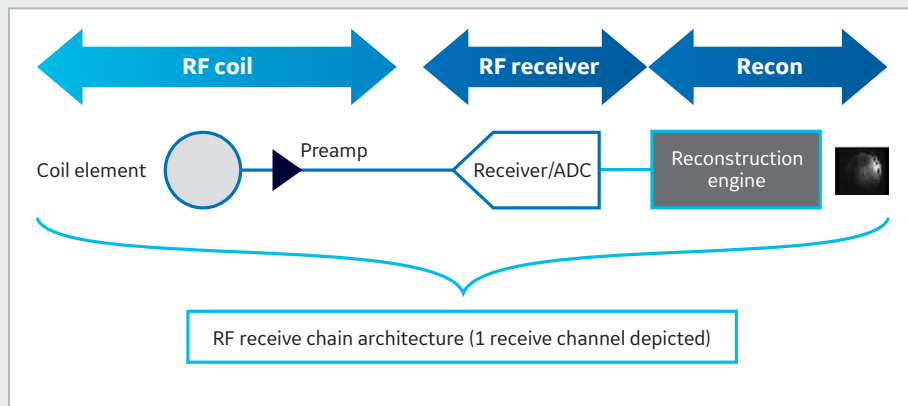 RF coil
RF receiver
Recon
Coil element
Preamp
Receiver/ADC
Reconstruction
engine
RF receive chain architecture (1 receive channel depicted)